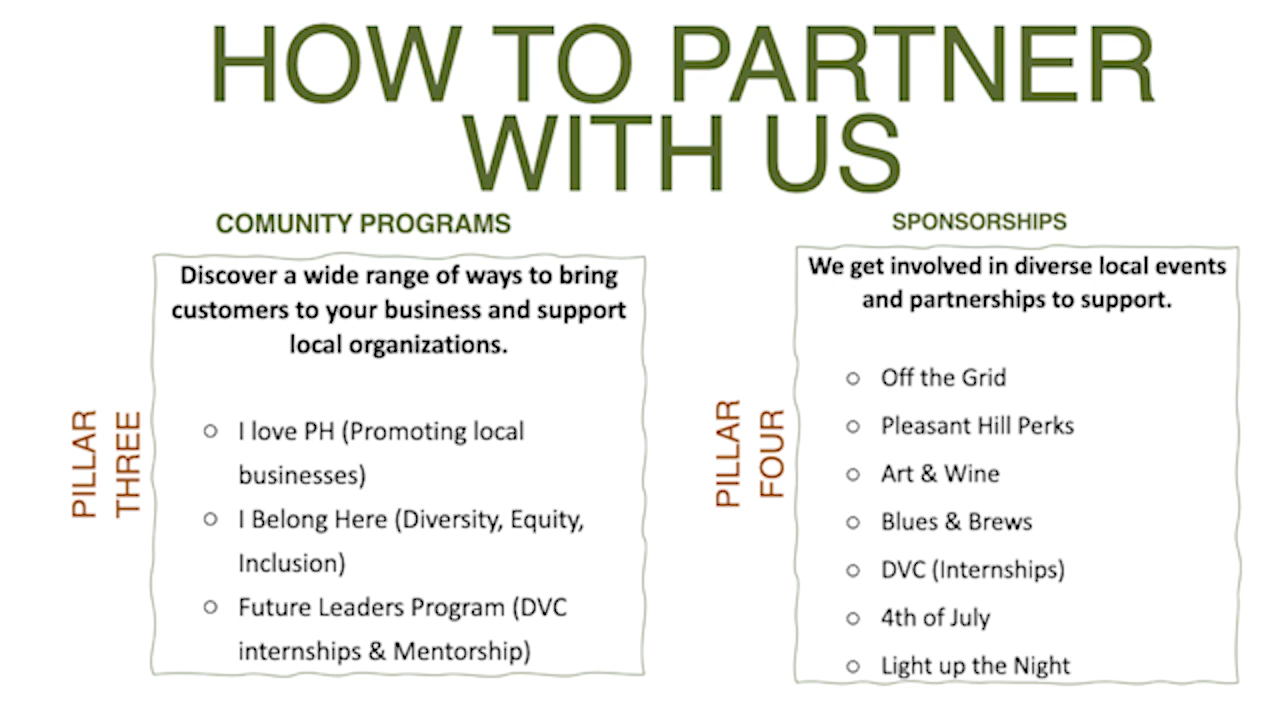 HOW TO PARTNER
WITH US
COMUNITY PROGRAMS
Discover a wide range of ways to bring
customers to your business and support
local organizations.
PILLAR
THREE
○ I love PH (Promoting local
businesses)
○ I Belong Here (Diversity, Equity,
Inclusion)
○ Future Leaders Program (DVC
internships & Mentorship)
SPONSORSHIPS
We get involved in diverse local events
and partnerships to support.
PILLAR
FOUR
○ Off the Grid
○ Pleasant Hill Perks
○ Art & Wine
○ Blues & Brews
○ DVC (Internships)
○ 4th of July
○ Light up the Night